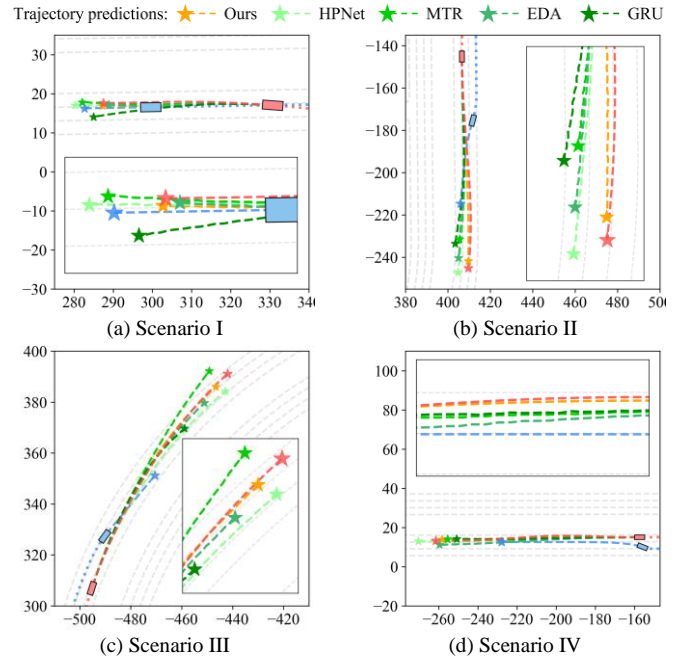 Trajectory predictions: Ours HPNet MTR EDA GRU
30
20
10
0
−10
−20
−30
280 290 300 310 320 330 340
(a) Scenario I
−140
−160
−180
−200
−220
−240
380 400 420 440 460 480 500
(b) Scenario II
400
380
360
340
320
300
−500 −480 −460 −440 −420
(c) Scenario III
100
80
60
40
20
0
−20
−260 −240 −220 −200 −180 −160
(d) Scenario IV